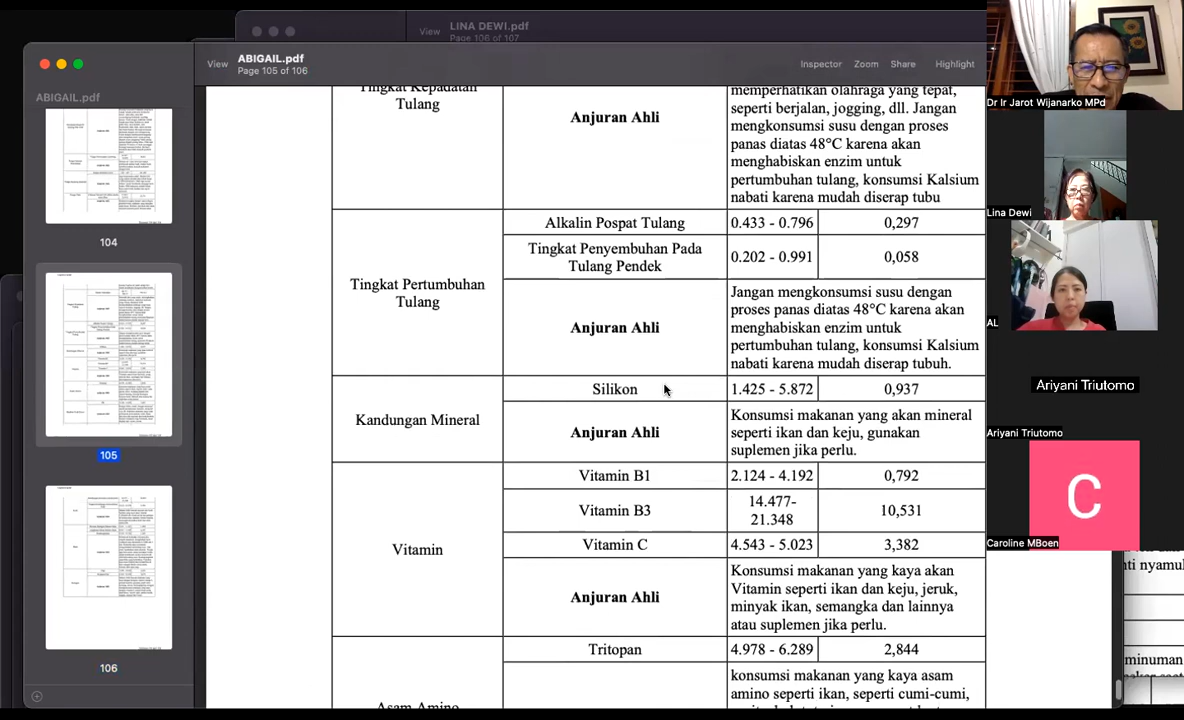 LINA DEWI.pdf
View
Page 106 of 107
View
ABIGAIL.pdf
Page 105 of 106
Inspector
Zoom
Share
Highlight
ABIGAIL.pdf
104
105
106
Tingkat Kepadatan
Tulang
Anjuran Ahli
memperhatikan olahraga yang tepat,
seperti berjalan, jogging, dll. Jangan
mengkonsumsi susu dengan proses
panas diatas 48°C karena akan
menghabiskan enzim untuk
pertumbuhan tulang, konsumsi Kalsium
nabati karena mudah diserap tubu
Tingkat Pertumbuhan
Tulang
Alkalin Pospat Tulang
0.433 - 0.796
0,297
Tingkat Penyembuhan Pada
Tulang Pendek
0.202 - 0.991
0,058
Anjuran Ahli
Jangan mengkonsumsi susu dengan
proses panas diatas 48°C karena akan
menghabiskan enzim untuk
pertumbuhan tulang, konsumsi Kalsium
nabati karena mudah diserap tubuh.
Kandungan Mineral
Silikon
1.425 - 5.872
0,937
Anjuran Ahli
Konsumsi makanan yang akan mineral
seperti ikan dan keju, gunakan
suplemen jika perlu.
Vitamin
Vitamin B1
2.124 - 4.192
0,792
Vitamin B3
14.477-
21.348
10,531
Vitamin C
4.543 - 5.023
3,382
Anjuran Ahli
Konsumsi makanan yang kaya akan
Vitamin seperti ikan dan keju, jeruk,
minyak ikan, semangka dan lainnya
atau suplemen jika perlu.
Asam Amino
Tritopan
4.978 - 6.289
2,844
konsumsi makanan yang kaya asam
amino seperti ikan, seperti cumi-cumi,
Dr Ir Jarot Wijanarko MPd
Lina Dewi
AL
Ariyani Triutomo
Ariyani Triutomo
C
Caroline MBoen
nti nyamul
minuman